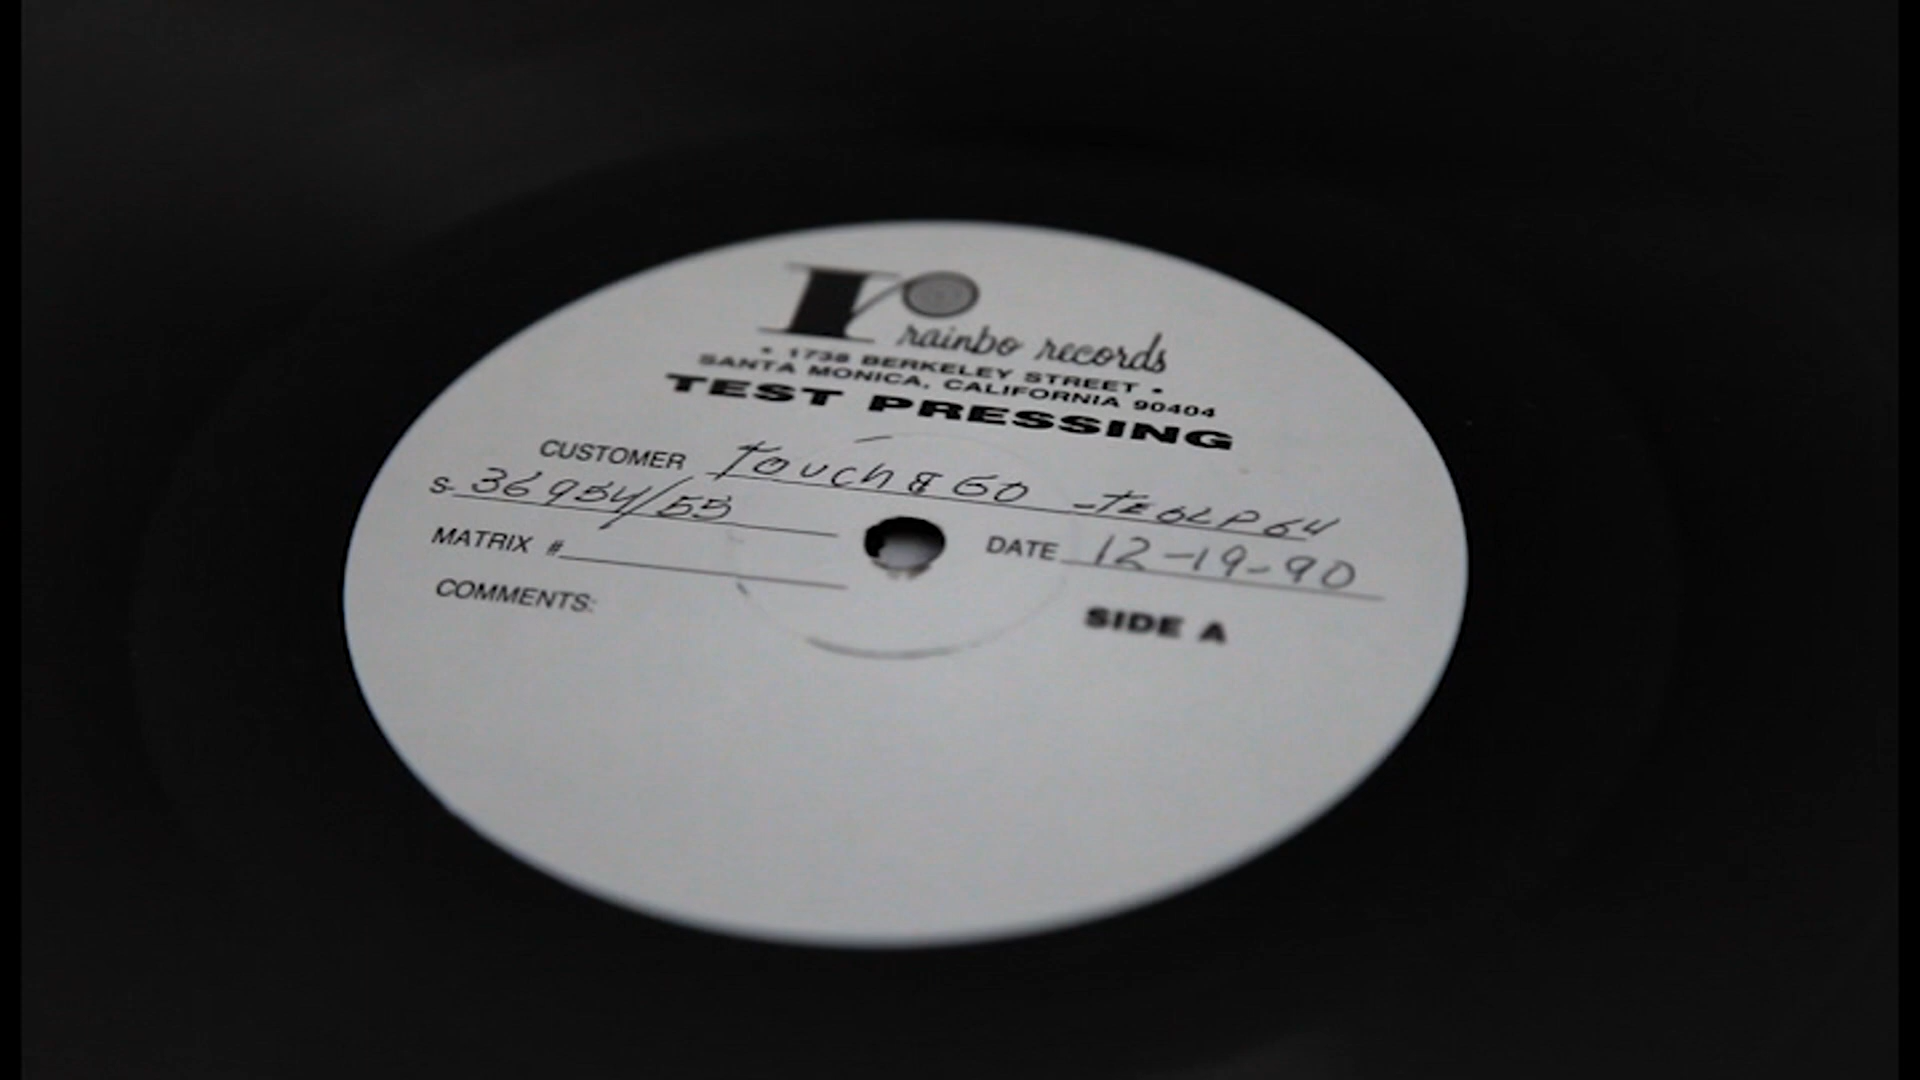 r
rainbo records
• 1738 BERKELEY STREET •
SANTA MONICA, CALIFORNIA 90404
TEST PRESSING
CUSTOMER Touch & GO -T&GLP64
S- 36954/55
MATRIX #
DATE 12-19-90
COMMENTS:
SIDE A